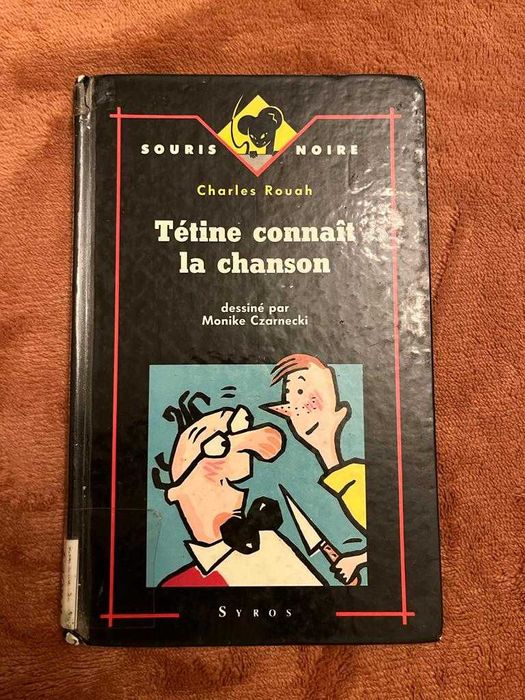 SOURIS NOIRE
Charles Rouah
Tétine connaît
la chanson
dessiné par
Monike Czarnecki
SYROS